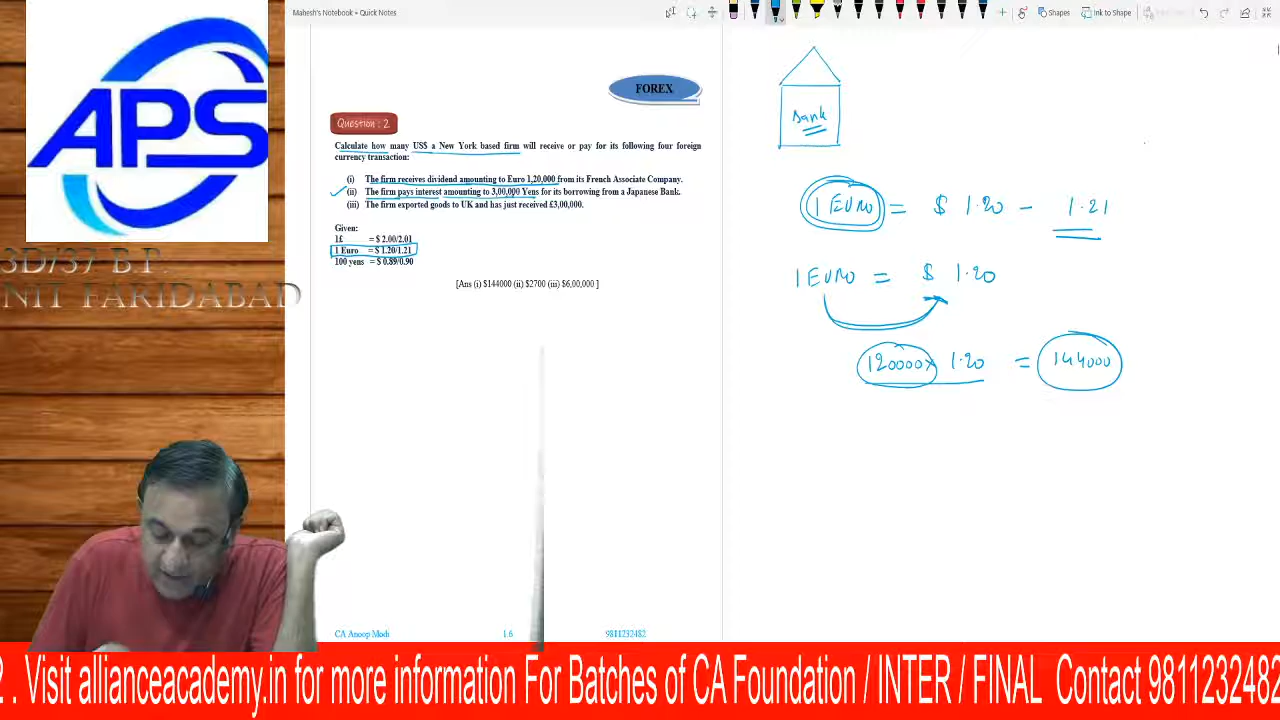 Mahesh's Notebook » Quick Notes
Shapes
Ink to Shape
APS
3D/37 B.P.
NIT FARIDABAD
FOREX
Question : 2
Calculate how many US$ a New York based firm will receive or pay for its following four foreign
currency transaction:
(i) The firm receives dividend amounting to Euro 1,20,000 from its French Associate Company.
(ii) The firm pays interest amounting to 3,00,000 Yens for its borrowing from a Japanese Bank.
(iii) The firm exported goods to UK and has just received £3,00,000.
Given:
1£ = $ 2.00/2.01
1 Euro = $ 1.20/1.21
100 yens = $ 0.89/0.90
[Ans (i) $144000 (ii) $2700 (iii) $6,00,000 ]
CA Anoop Modi 1.6 9811232482
Bank
1 EURO = $ 1.20 - 1.21
1 EURO = $ 1.20
120000 x 1.20 = 144000
2 . Visit allianceacademy.in for more information For Batches of CA Foundation / INTER / FINAL Contact 9811232482